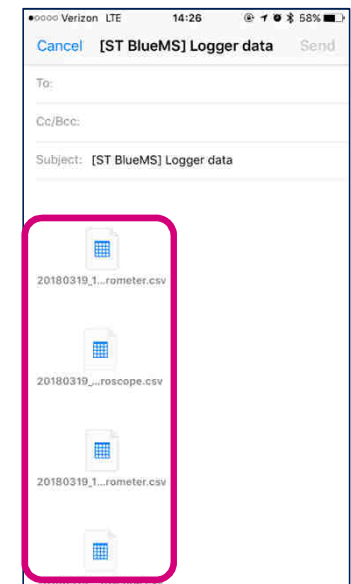 Verizon LTE 14:26 58%
Cancel [ST BlueMS] Logger data Send
To:
Cc/Bcc:
Subject: [ST BlueMS] Logger data
20180319_1...rometer.csv
20180319_...roscope.csv
20180319_1...rometer.csv